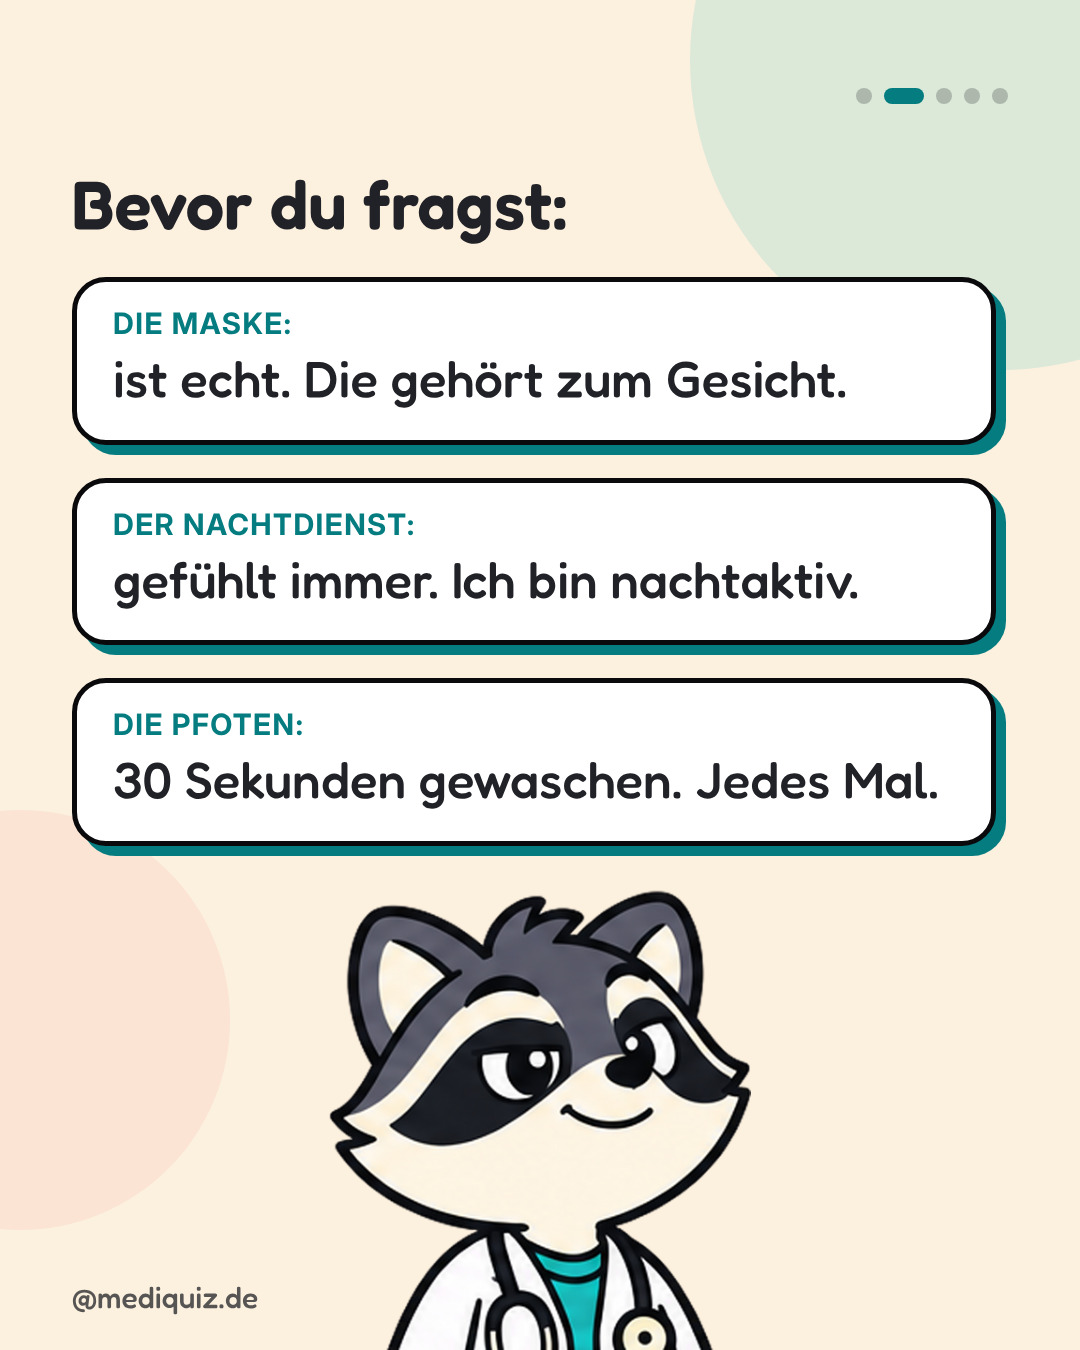 Bevor du fragst:
DIE MASKE:
ist echt. Die gehört zum Gesicht.
DER NACHTDIENST:
gefühlt immer. Ich bin nachtaktiv.
DIE PFOTEN:
30 Sekunden gewaschen. Jedes Mal.
@mediquiz.de